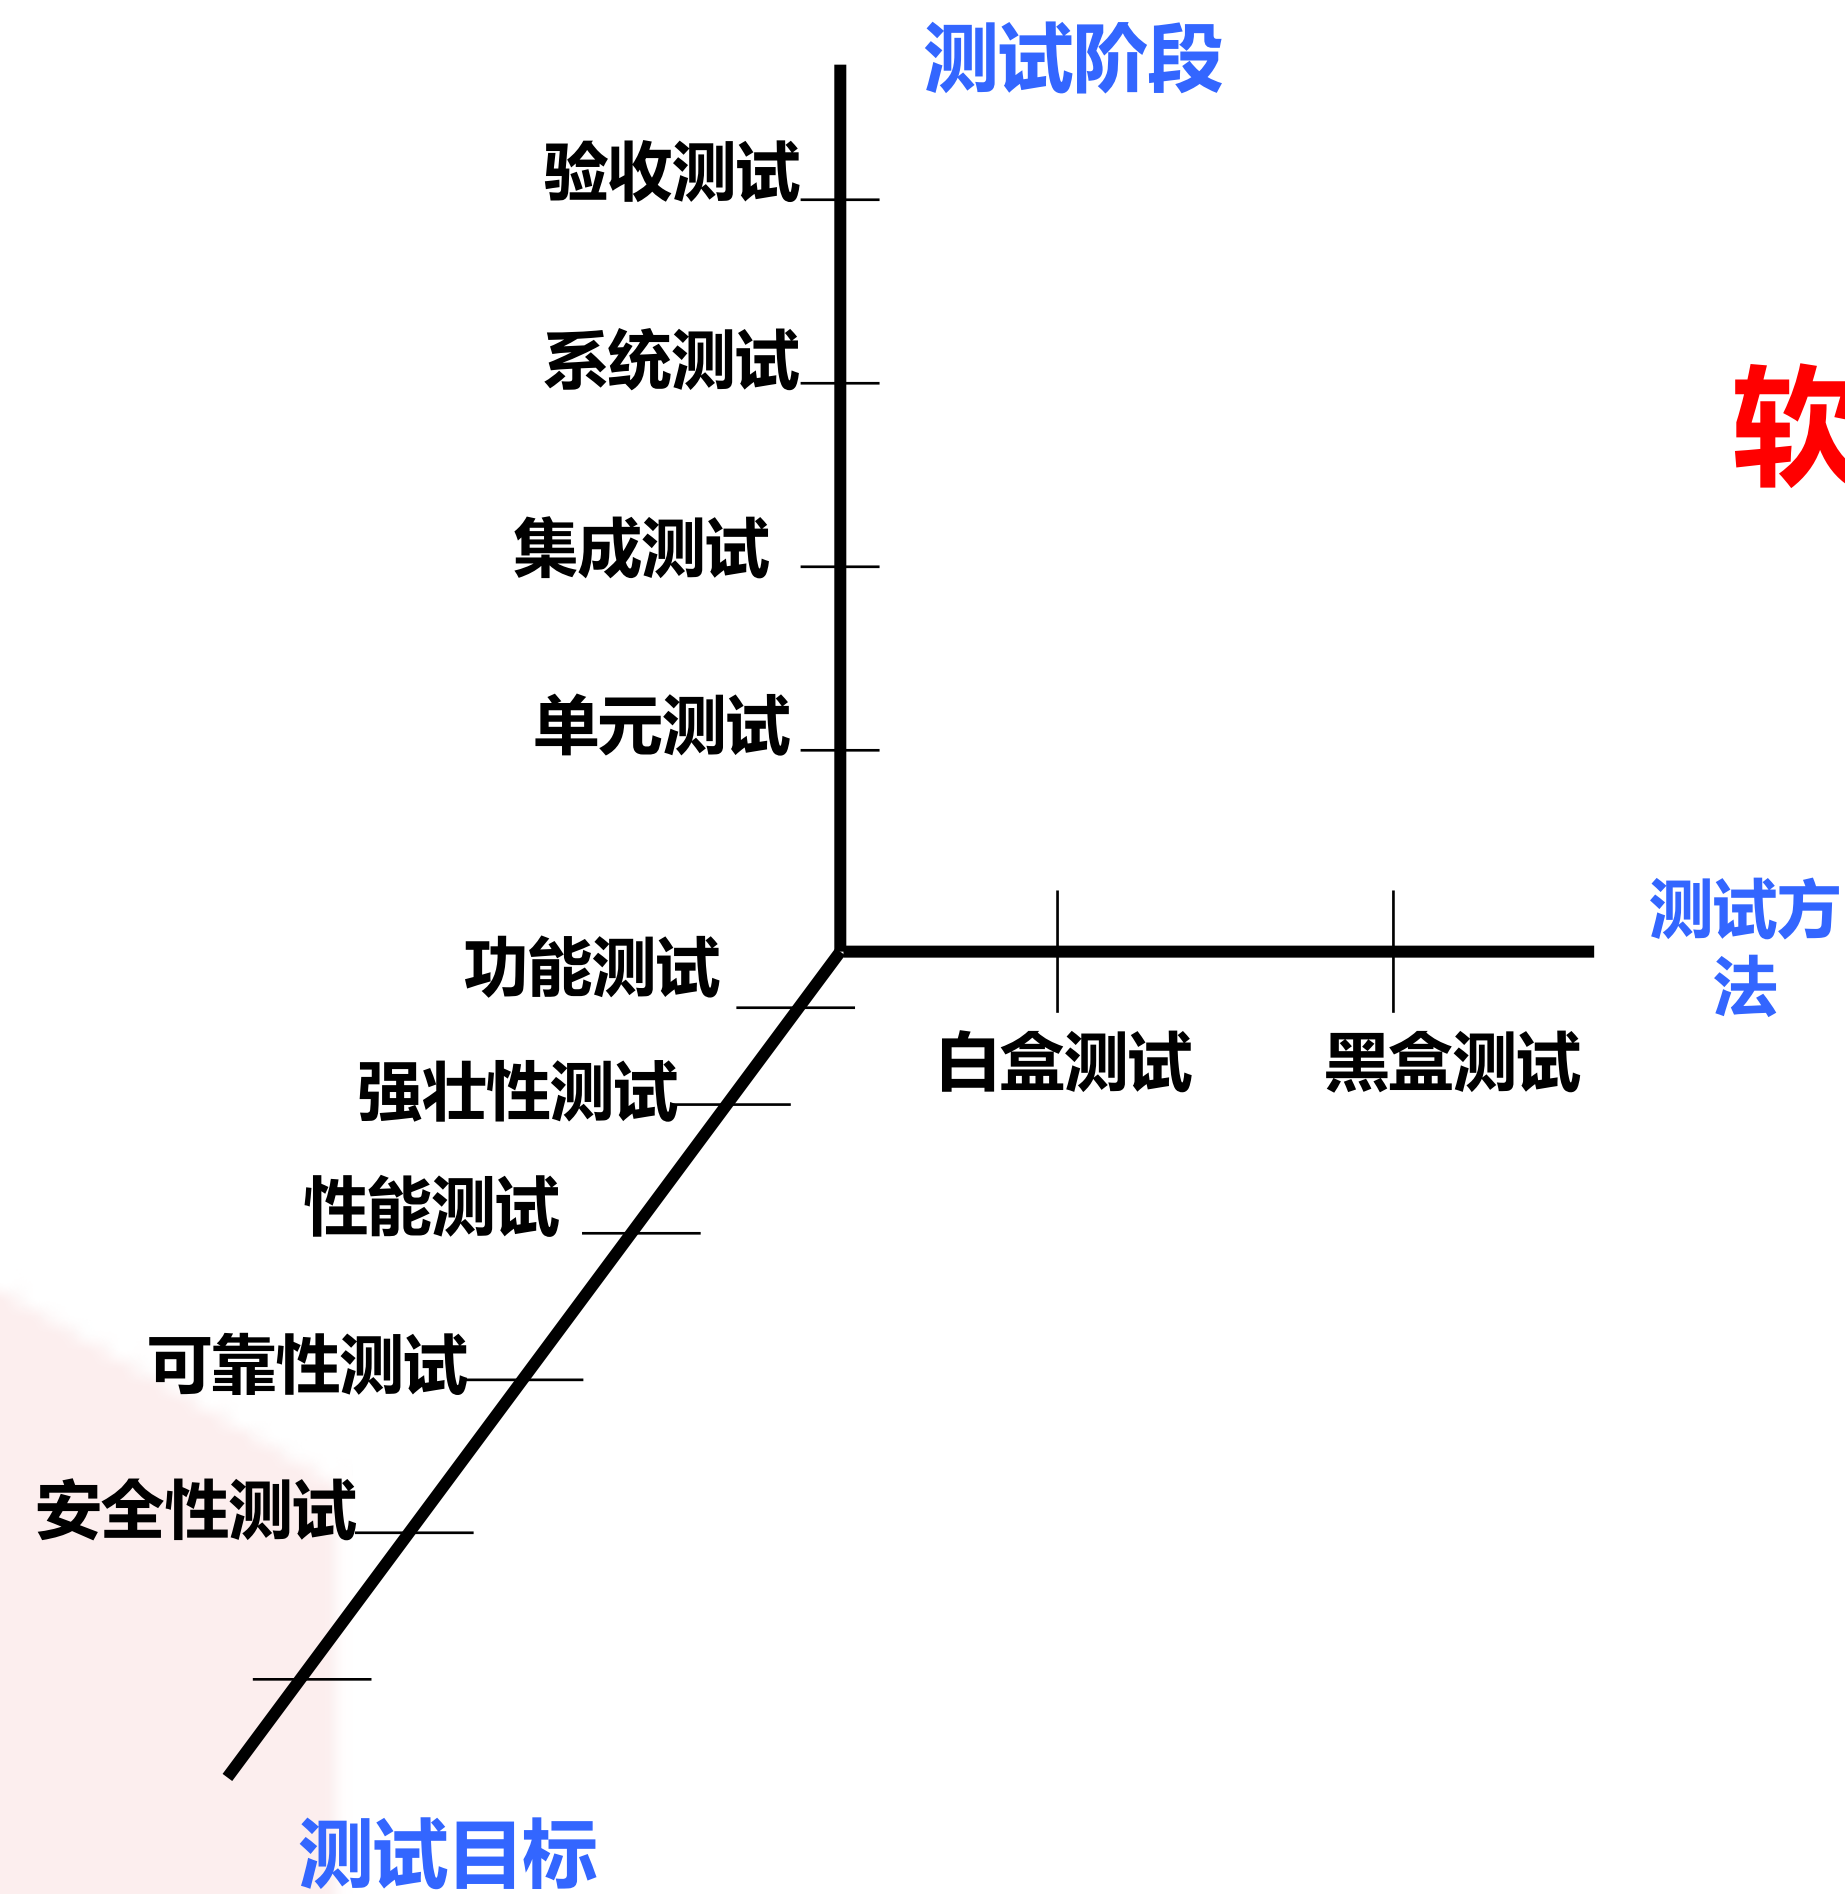 测试阶段
验收测试
系统测试
软
集成测试
单元测试
测试方
法
功能测试
白盒测试
黑盒测试
强壮性测试
性能测试
可靠性测试
安全性测试
测试目标